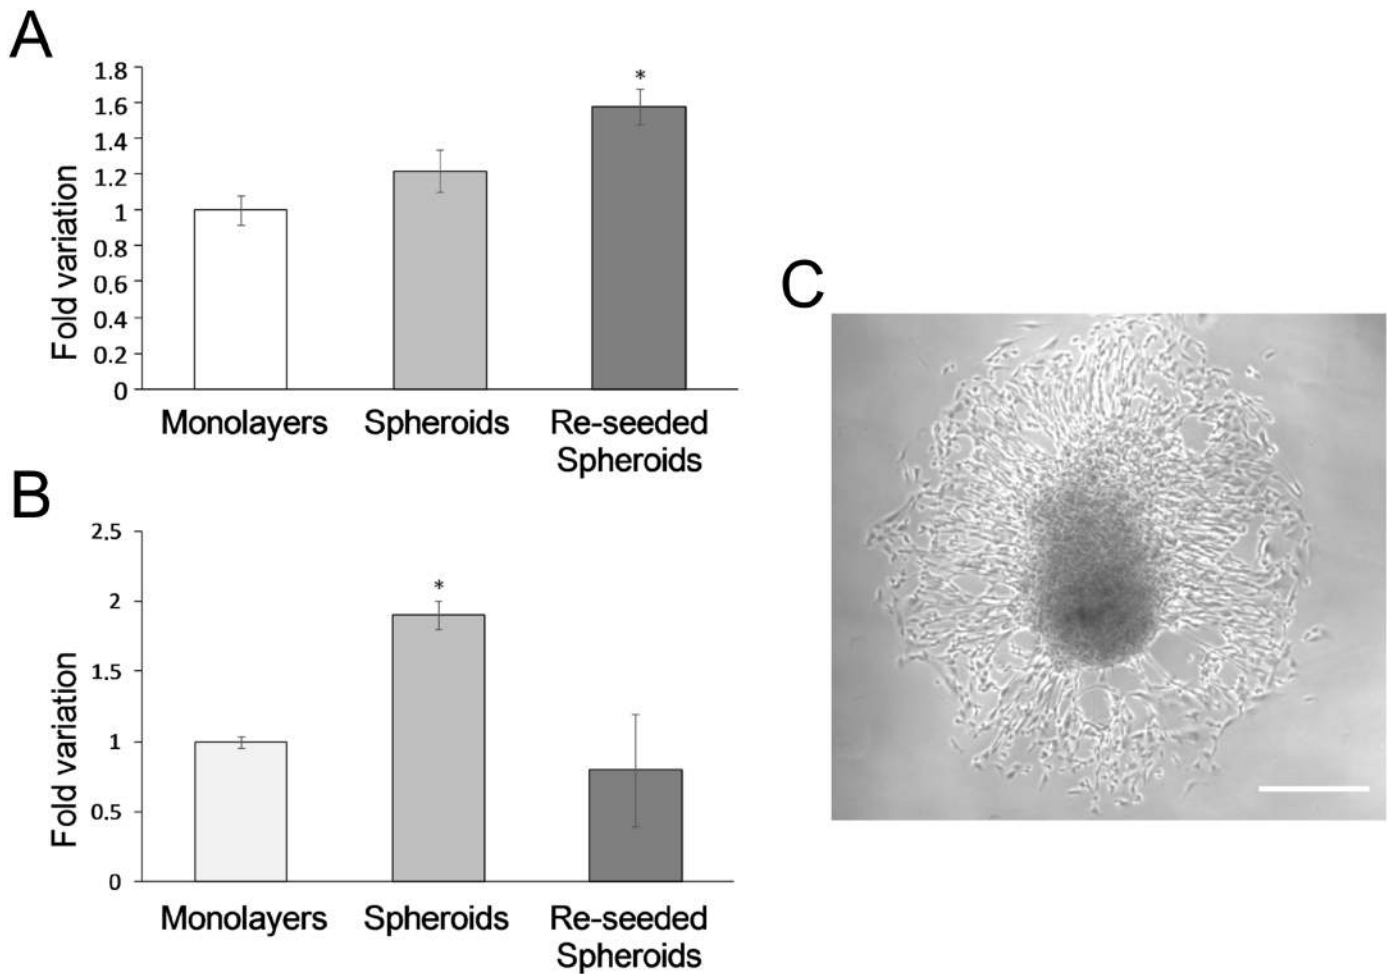 A
Fold variation
1.8
1.6
1.4
1.2
1
0.8
0.6
0.4
0.2
0
*
Monolayers
Spheroids
Re-seeded
Spheroids
B
Fold variation
2.5
2
1.5
1
0.5
0
*
Monolayers
Spheroids
Re-seeded
Spheroids
C